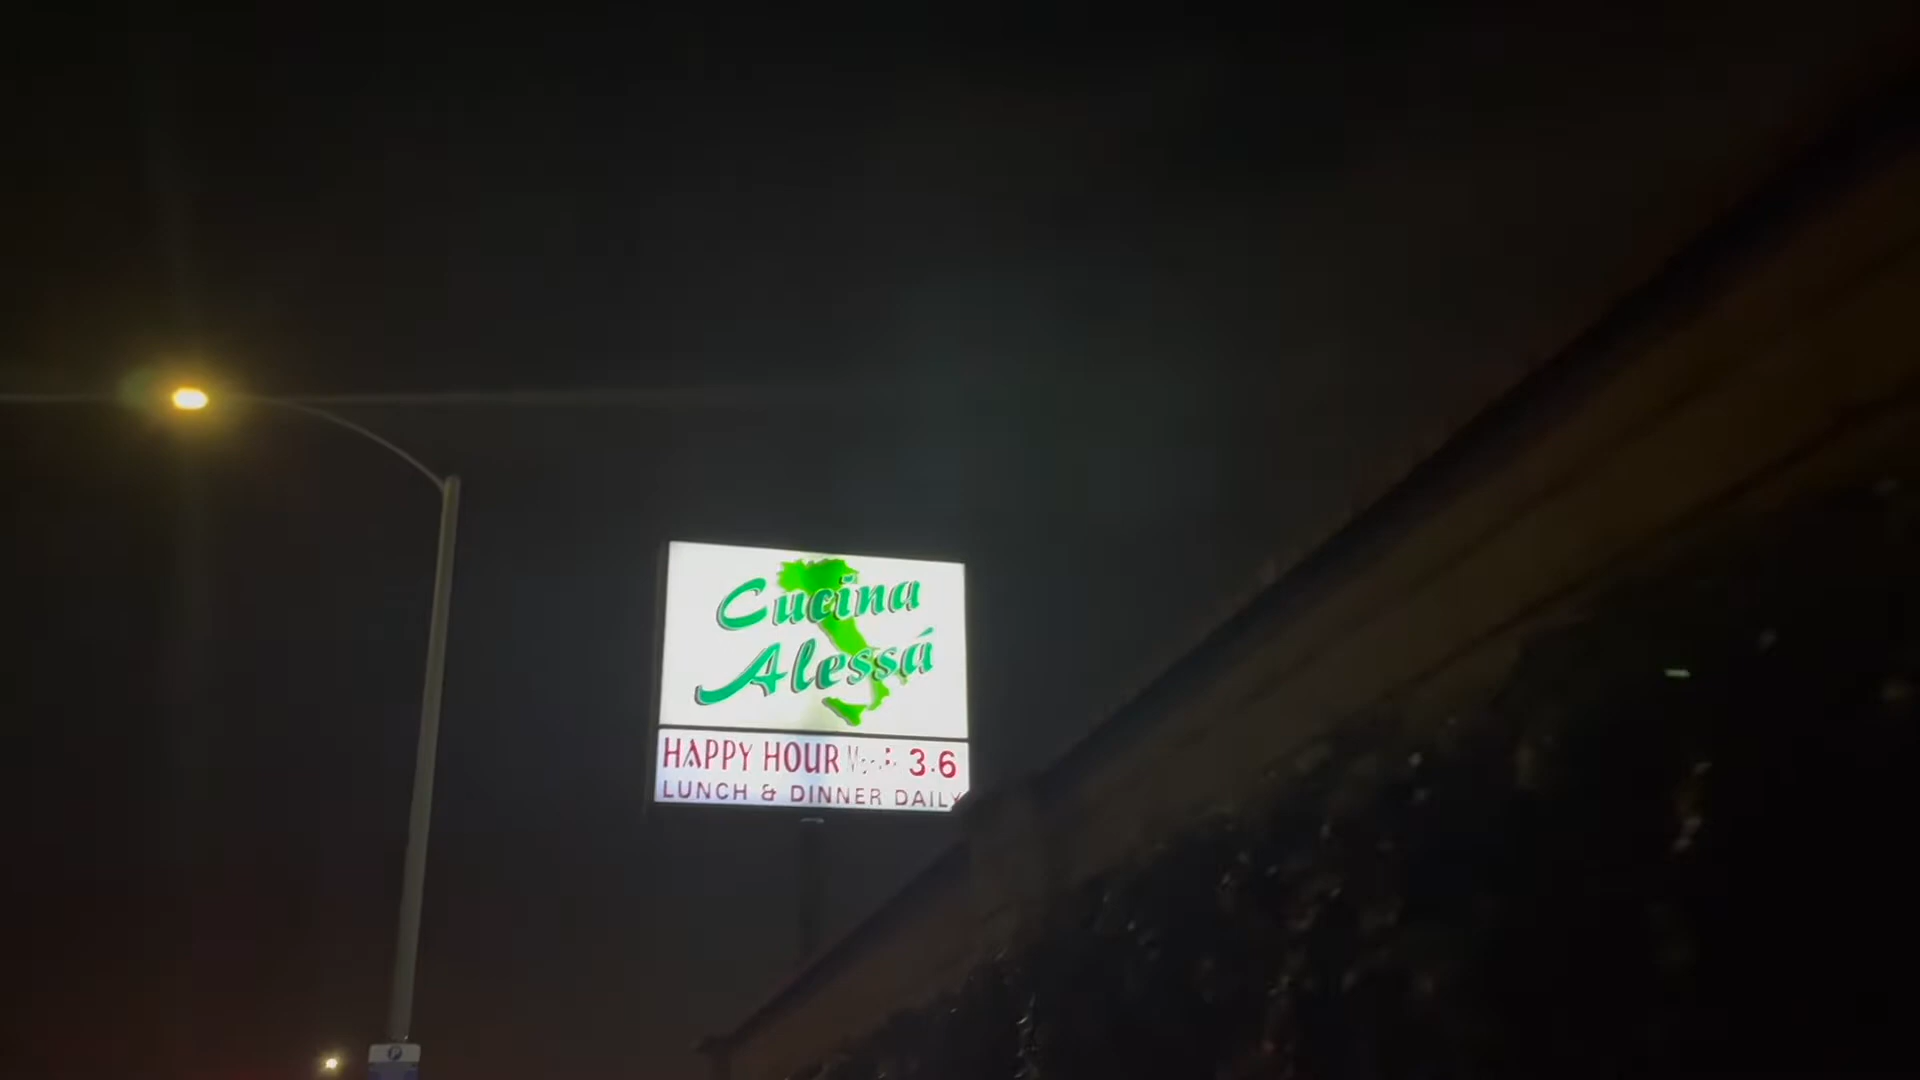 Cucina
Alessá
HAPPY HOUR 3.6
LUNCH & DINNER DAILY
P